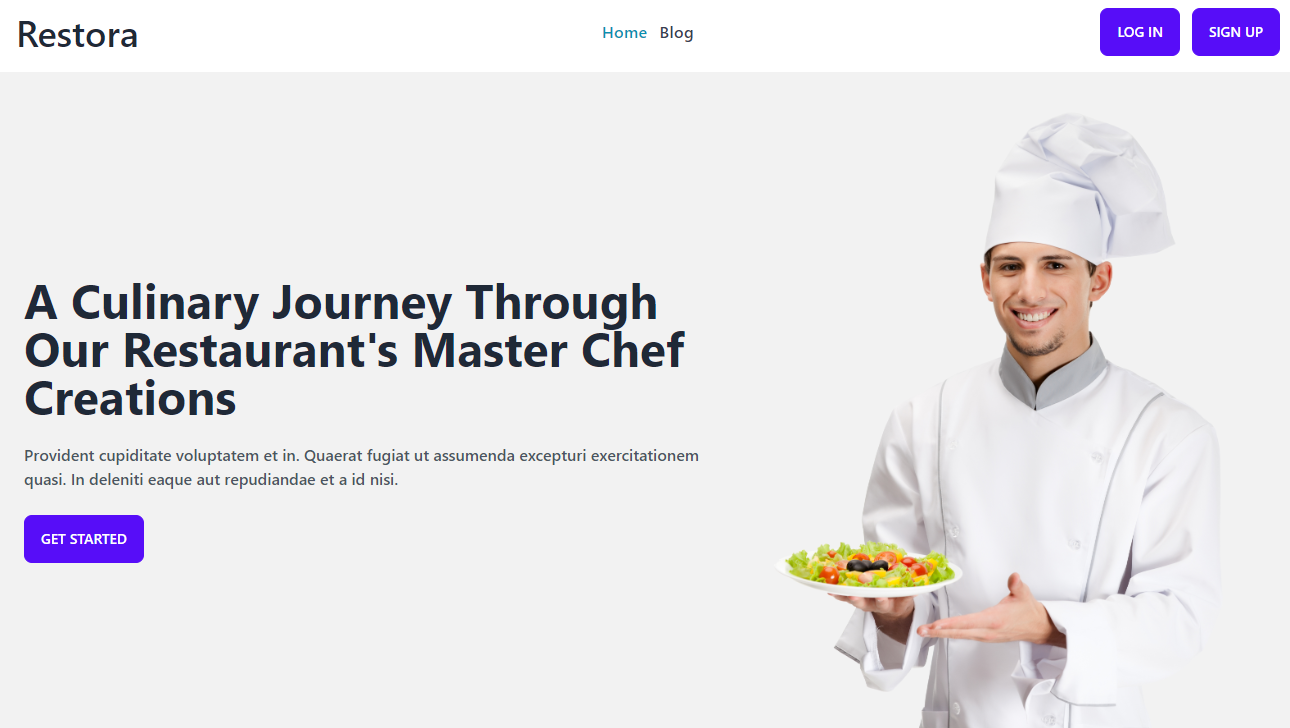 Restora
Home Blog
LOG IN
SIGN UP
A Culinary Journey Through
Our Restaurant's Master Chef
Creations
Provident cupiditate voluptatem et in. Quaerat fugiat ut assumenda excepturi exercitationem
quasi. In deleniti eaque aut repudiandae et a id nisi.
GET STARTED